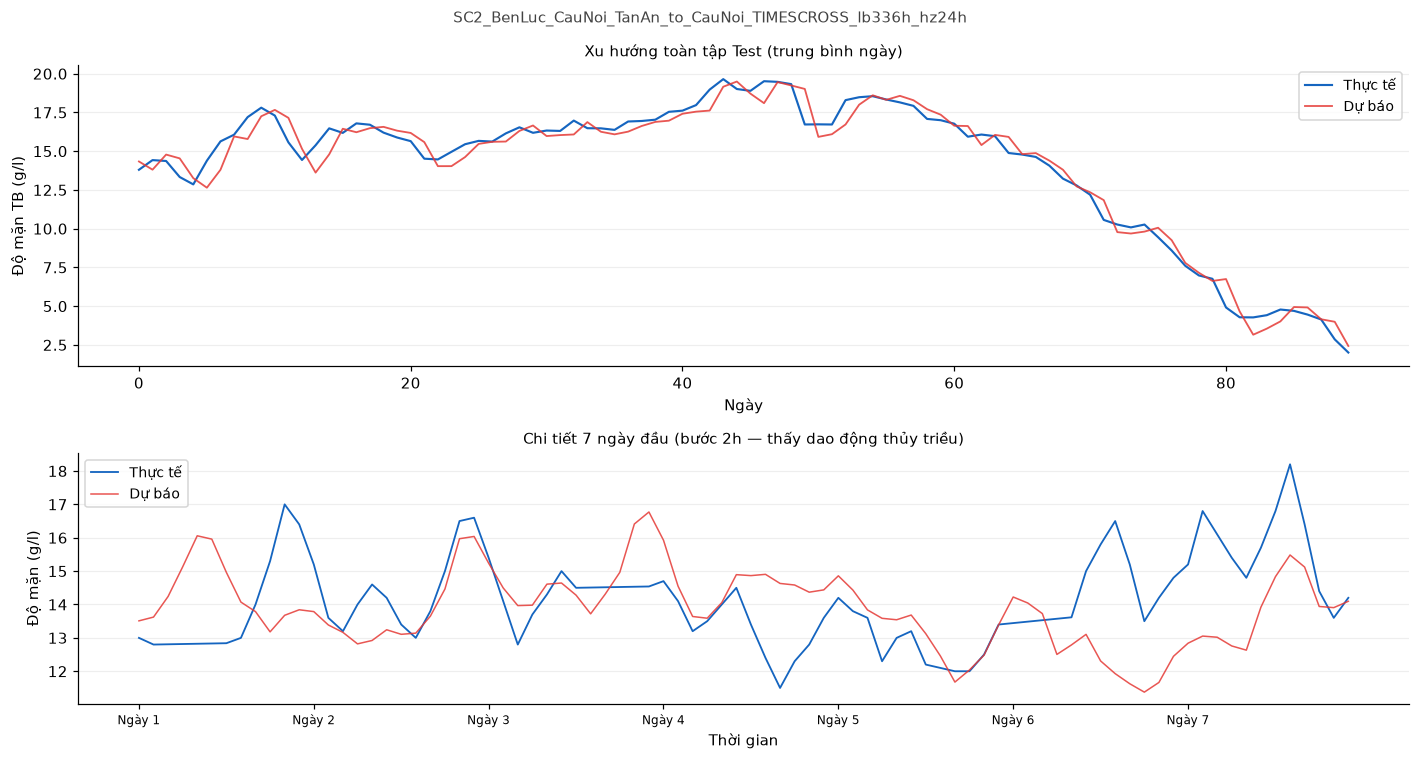 SC2_BenLuc_CauNoi_TanAn_to_CauNoi_TIMESCROSS_lb336h_hz24h
Xu hướng toàn tập Test (trung bình ngày)
Độ mặn TB (g/l)
20.0
17.5
15.0
12.5
10.0
7.5
5.0
2.5
Thực tế
Dự báo
0 20 40 60 80
Ngày
Chi tiết 7 ngày đầu (bước 2h — thấy dao động thủy triều)
Độ mặn (g/l)
18
17
16
15
14
13
12
Thực tế
Dự báo
Ngày 1 Ngày 2 Ngày 3 Ngày 4 Ngày 5 Ngày 6 Ngày 7
Thời gian